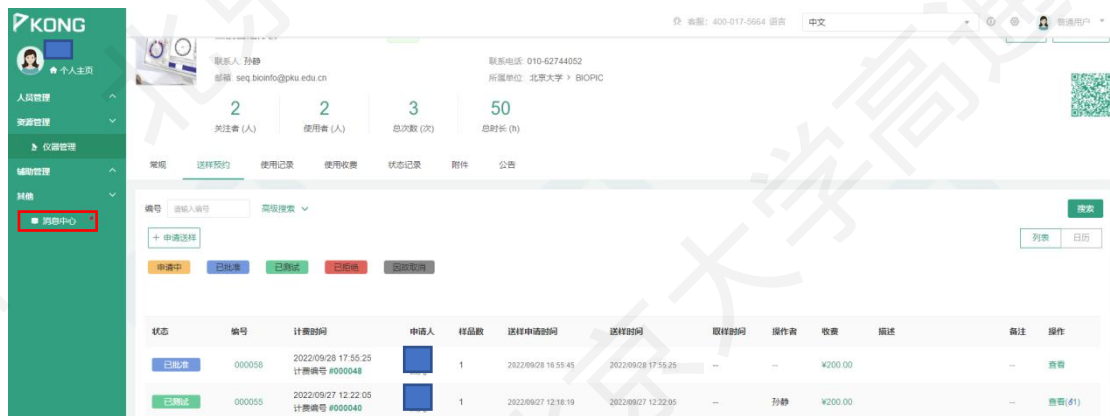 KONG
客服：400-017-5664 语言 中文 普通用户
个人主页
人员管理
资源管理
仪器管理
辅助管理
其他
消息中心
联系人 孙静
联系电话 010-62744052
邮箱 seq.bioinfo@pku.edu.cn
所属单位 北京大学 > BIOPIC
2 2 3 50
关注者 (人) 使用者 (人) 总次数 (次) 总时长 (h)
常规 送样预约 使用记录 使用收费 状态记录 附件 公告
编号 请输入编号 高级搜索 搜索
+ 申请送样 列表 日历
申请中 已批准 已测试 已拒绝 因故取消
状态 编号 计费时间 申请人 样品数 送样申请时间 送样时间 取样时间 操作者 收费 描述 备注 操作
已批准 000056 2022/09/28 17:55:25 1 2022/09/28 16:55:45 2022/09/28 17:55:25 -- -- ¥200.00 -- 查看
计费编号 #000048
已测试 000055 2022/09/27 12:22:05 1 2022/09/27 12:18:19 2022/09/27 12:22:05 -- 孙静 ¥200.00 -- 查看(61)
计费编号 #000040